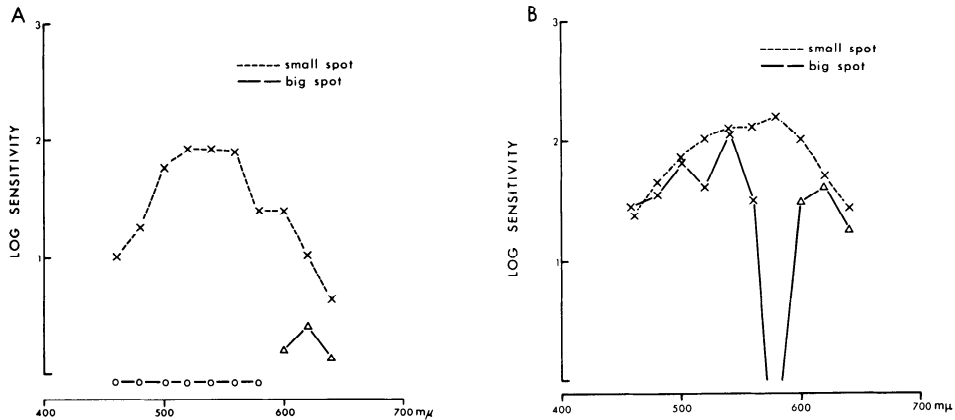 A
3
2
1
LOG SENSITIVITY
small spot
big spot
400
500
600
700 mμ
B
3
2
1
LOG SENSITIVITY
small spot
big spot
400
500
600
700 mμ